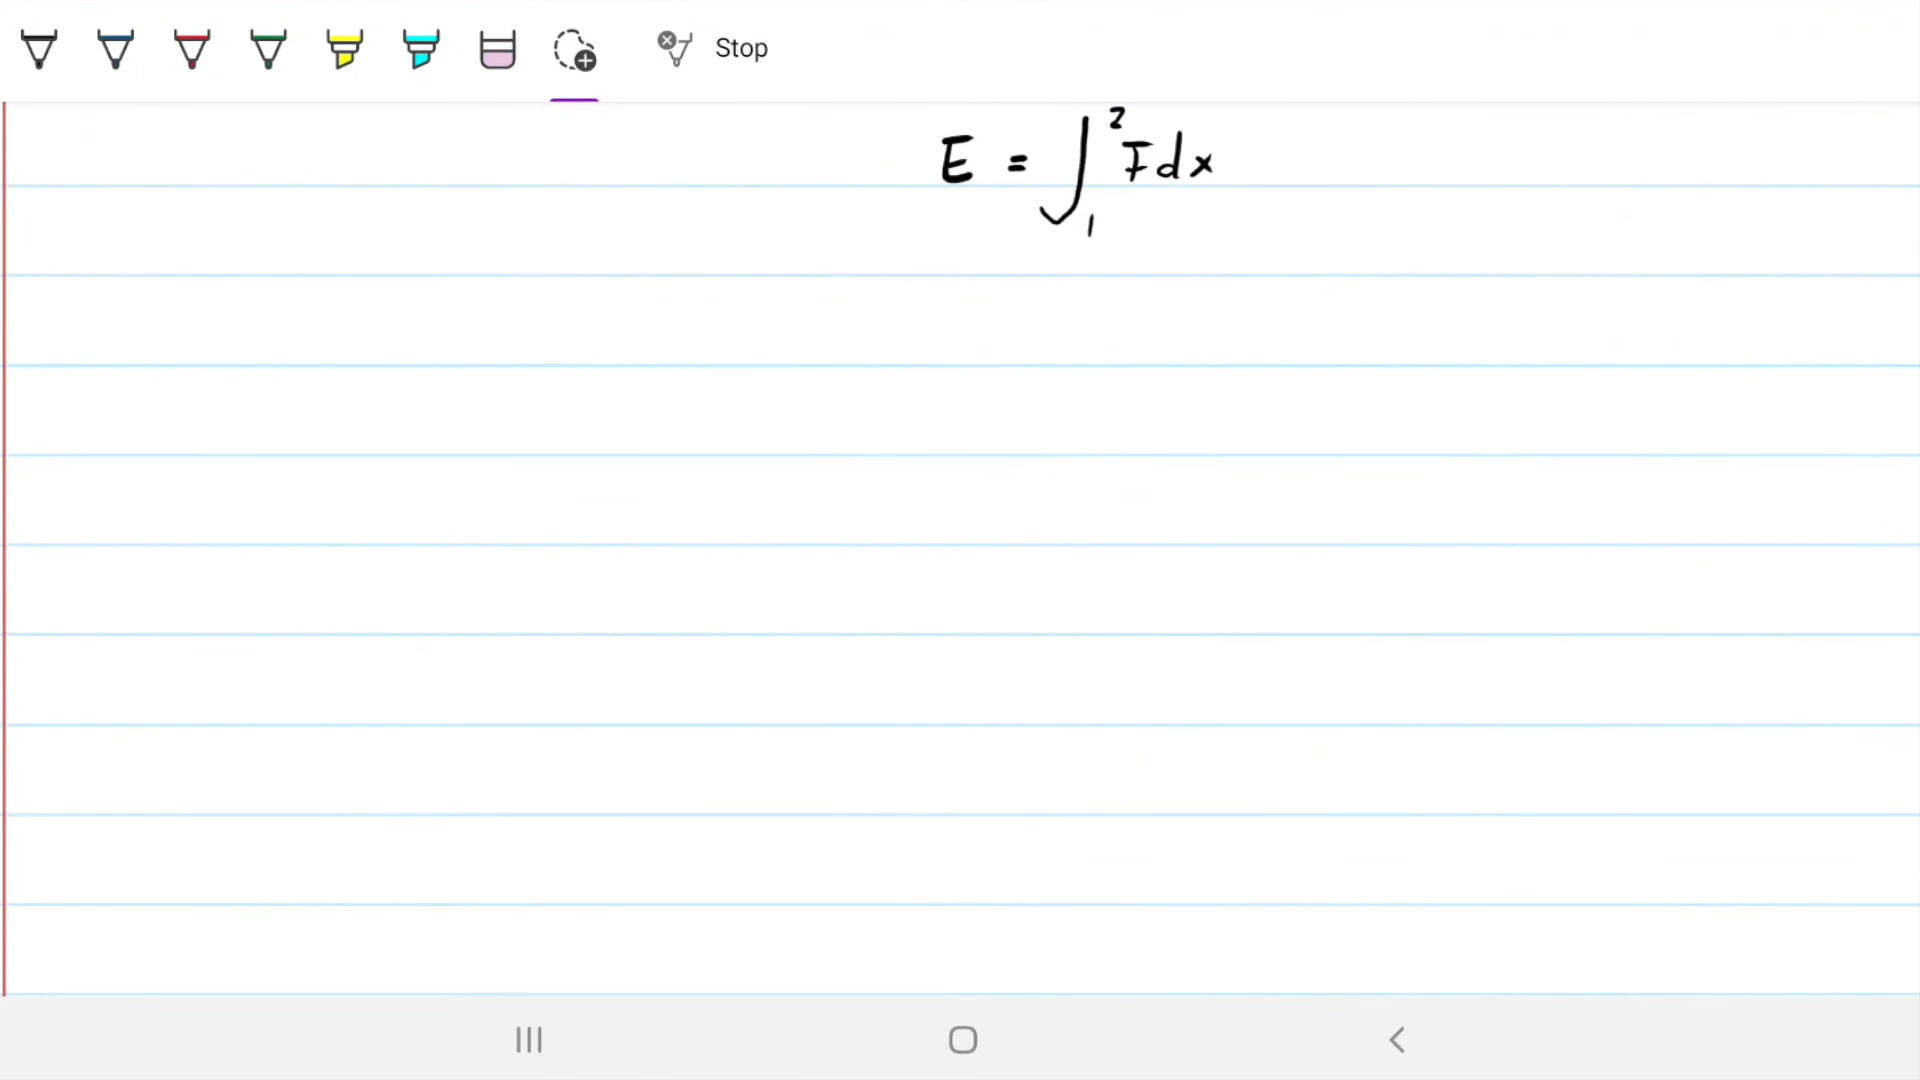 Stop
E = ∫₁² F dx